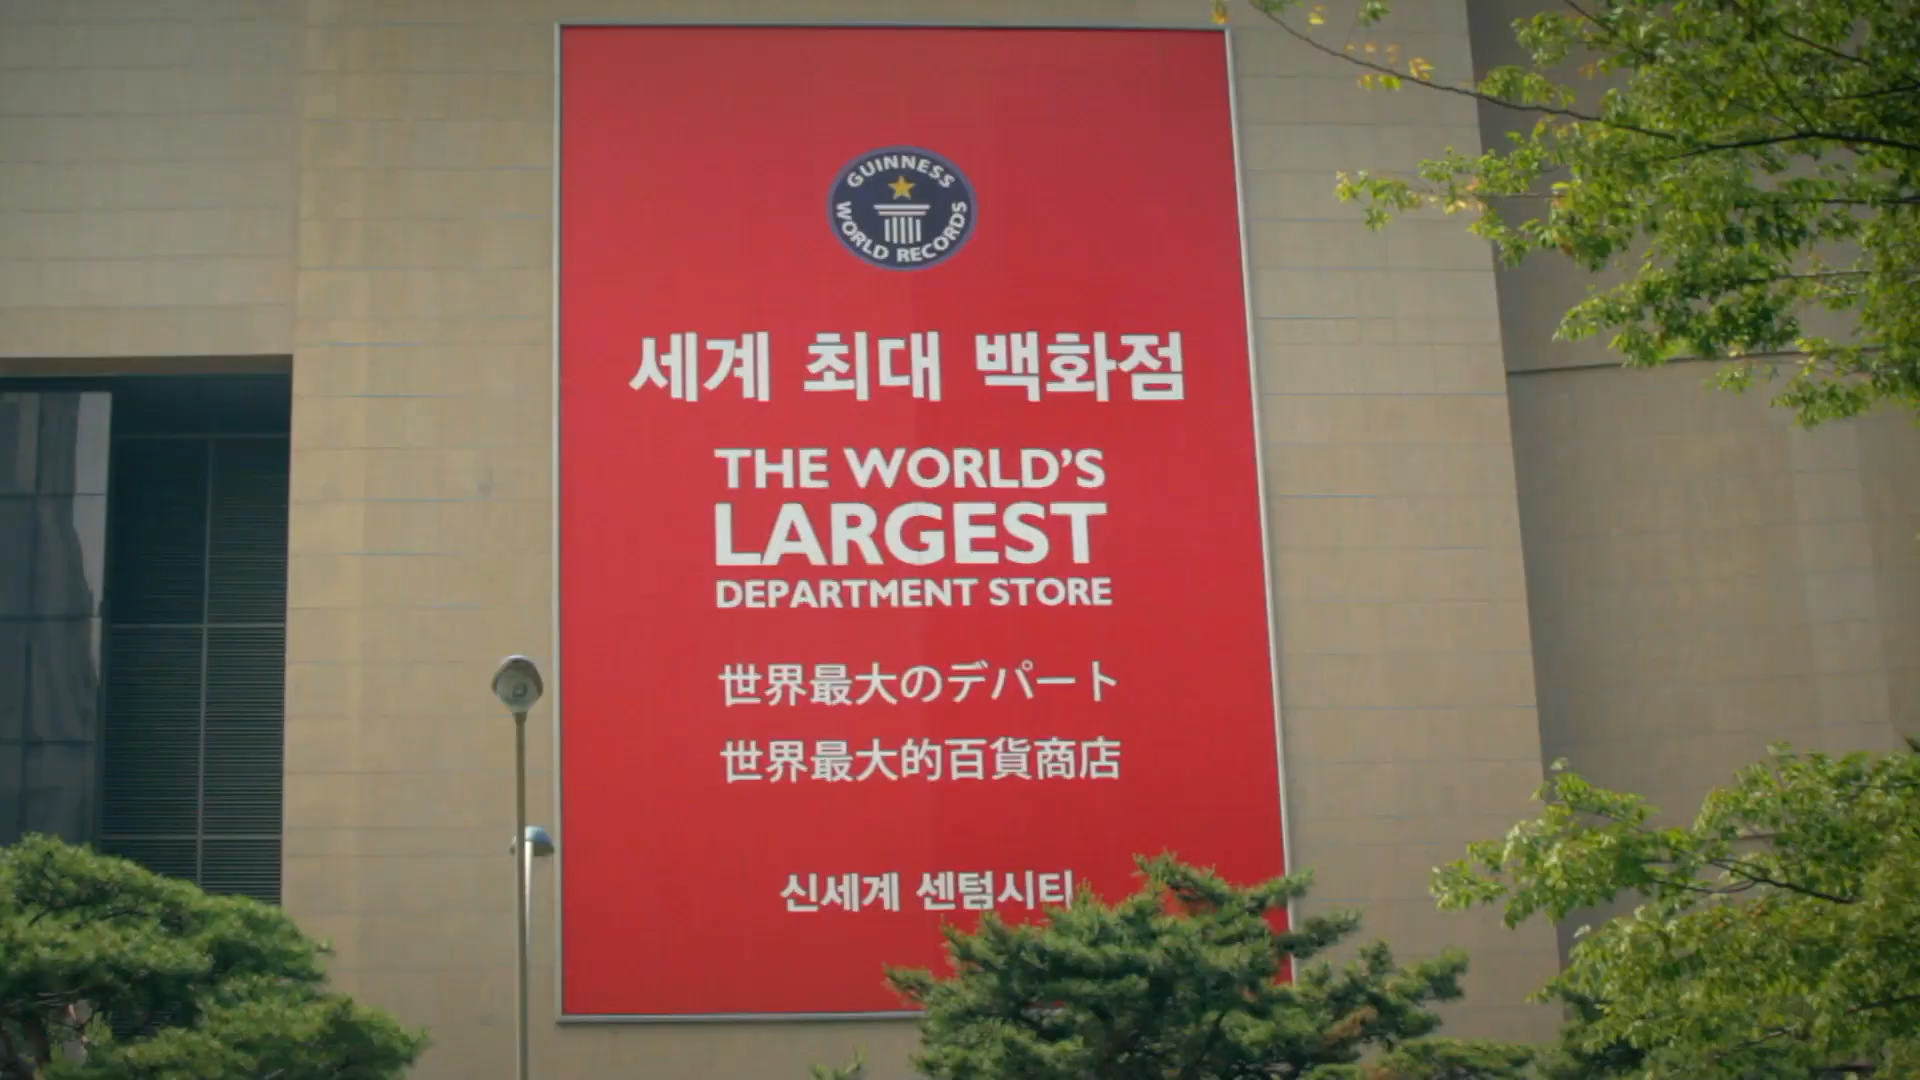 GUINNESS
WORLD RECORDS
세계 최대 백화점
THE WORLD'S
LARGEST
DEPARTMENT STORE
世界最大のデパート
世界最大的百貨商店
신세계 센텀시티